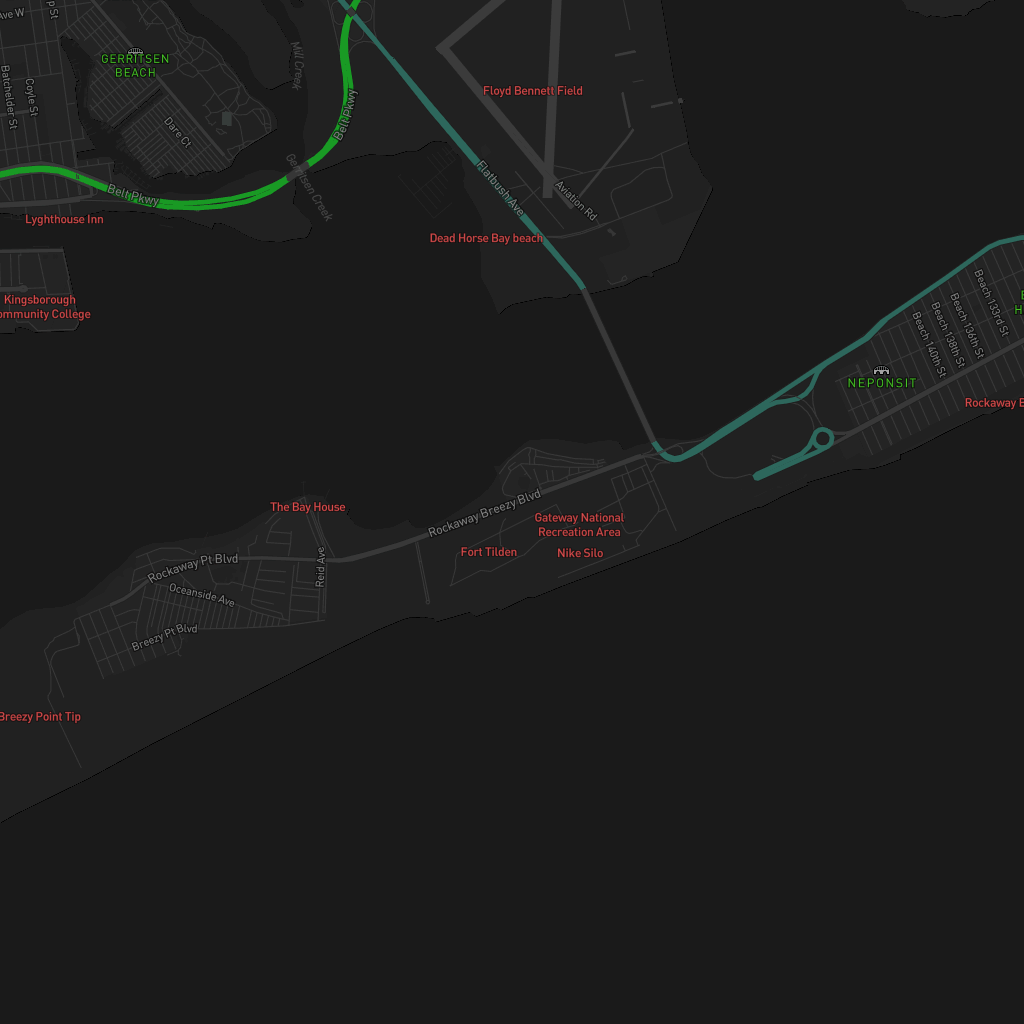 Ave W
GERRITSEN
BEACH
Batchelder St
Coyle St
Dare Ct
Mill Creek
Belt Pkwy
Floyd Bennett Field
Gerritsen Creek
Flatbush Ave
Aviation Rd
Belt Pkwy
Lyghthouse Inn
Dead Horse Bay beach
Kingsborough
ommunity College
Beach 133rd St
Beach 136th St
Beach 138th St
Beach 140th St
NEPONSIT
Rockaway B
Rockaway Breezy Blvd
The Bay House
Gateway National
Recreation Area
Fort Tilden
Nike Silo
Rockaway Pt Blvd
Reid Ave
Oceanside Ave
Breezy Pt Blvd
Breezy Point Tip